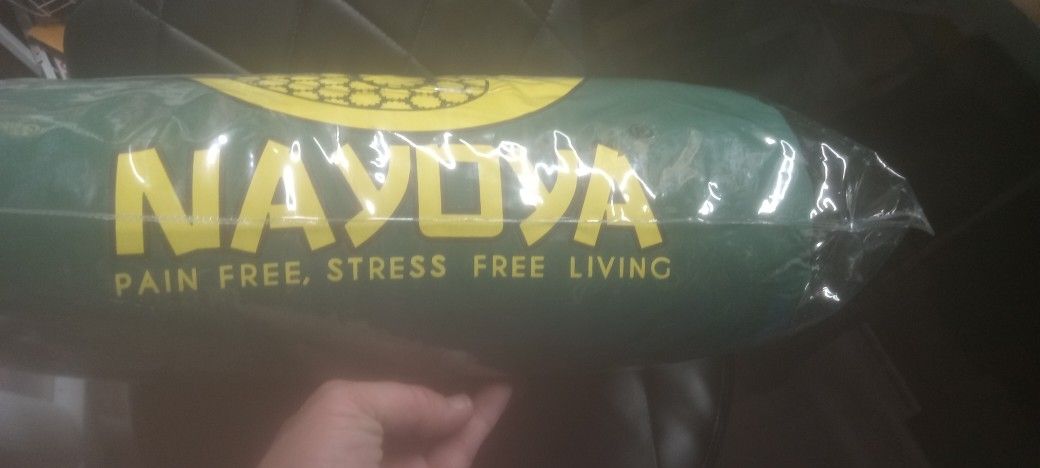 NAYOYA
PAIN FREE, STRESS FREE LIVING